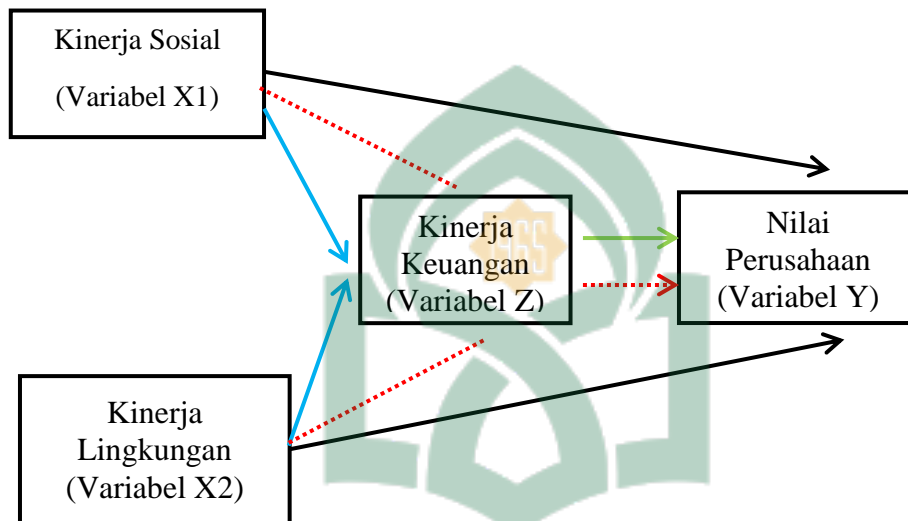 Kinerja Sosial
(Variabel X1)
Kinerja
Keuangan
(Variabel Z)
Nilai
Perusahaan
(Variabel Y)
Kinerja
Lingkungan
(Variabel X2)